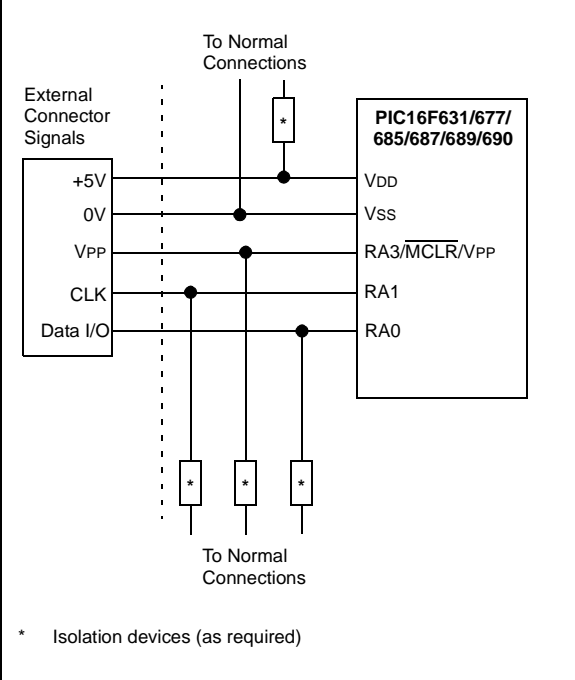 To Normal
Connections
External
Connector
Signals
*
PIC16F631/677/
685/687/689/690
+5V
VDD
0V
VSS
VPP
RA3/MCLR/VPP
CLK
RA1
Data I/O
RA0
*
*
*
To Normal
Connections
* Isolation devices (as required)